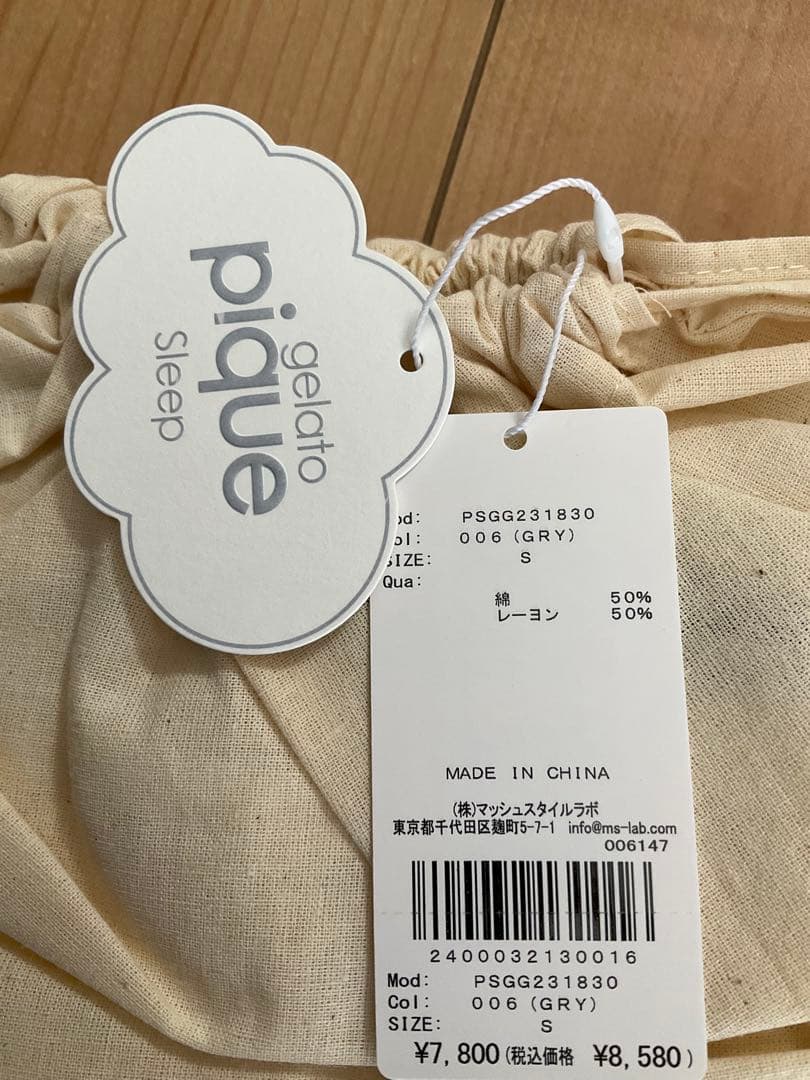 gelato
pique
Sleep
od: PSGG231830
ol: 006(GRY)
SIZE: S
Qua:
綿 50%
レーヨン 50%
MADE IN CHINA
(株)マッシュスタイルラボ
東京都千代田区麹町5-7-1 info@ms-lab.com
006147
2400032130016
Mod: PSGG231830
Col: 006(GRY)
SIZE: S
¥7,800(税込価格 ¥8,580)